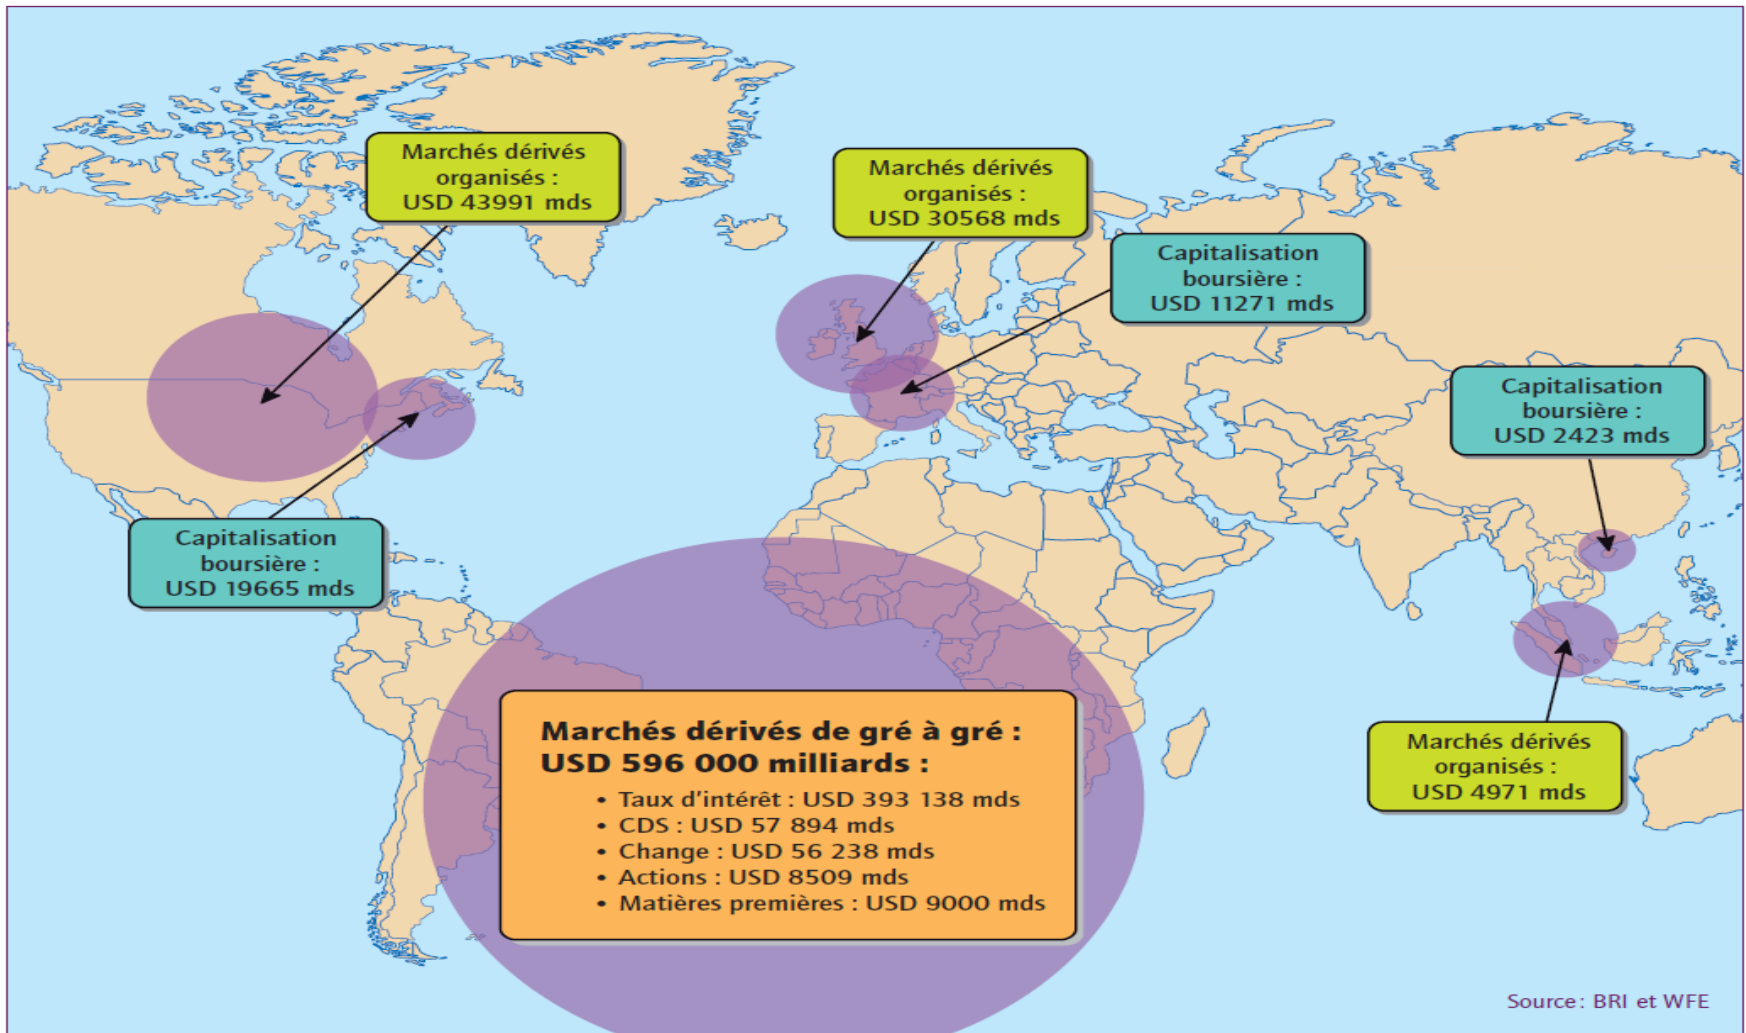 Marchés dérivés
organisés :
USD 43991 mds
Marchés dérivés
organisés :
USD 30568 mds
Capitalisation
boursière :
USD 11271 mds
Capitalisation
boursière :
USD 2423 mds
Capitalisation
boursière :
USD 19665 mds
Marchés dérivés de gré à gré :
USD 596 000 milliards :
• Taux d'intérêt : USD 393 138 mds
• CDS : USD 57 894 mds
• Change : USD 56 238 mds
• Actions : USD 8509 mds
• Matières premières : USD 9000 mds
Marchés dérivés
organisés :
USD 4971 mds
Source : BRI et WFE